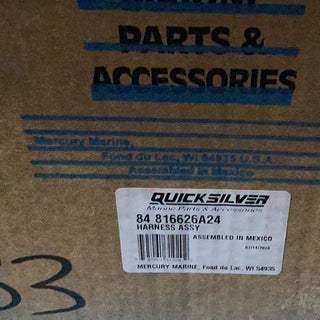 PARTS &
ACCESSORIES
Mercury Marine,
Fond du Lac, WI 54935 U.S.A.
Assembled in Mexico
QUICKSILVER
Marine Parts & Accessories
84 816626A24
HARNESS ASSY
ASSEMBLED IN MEXICO
MERCURY MARINE, Fond du Lac, WI 54935
33